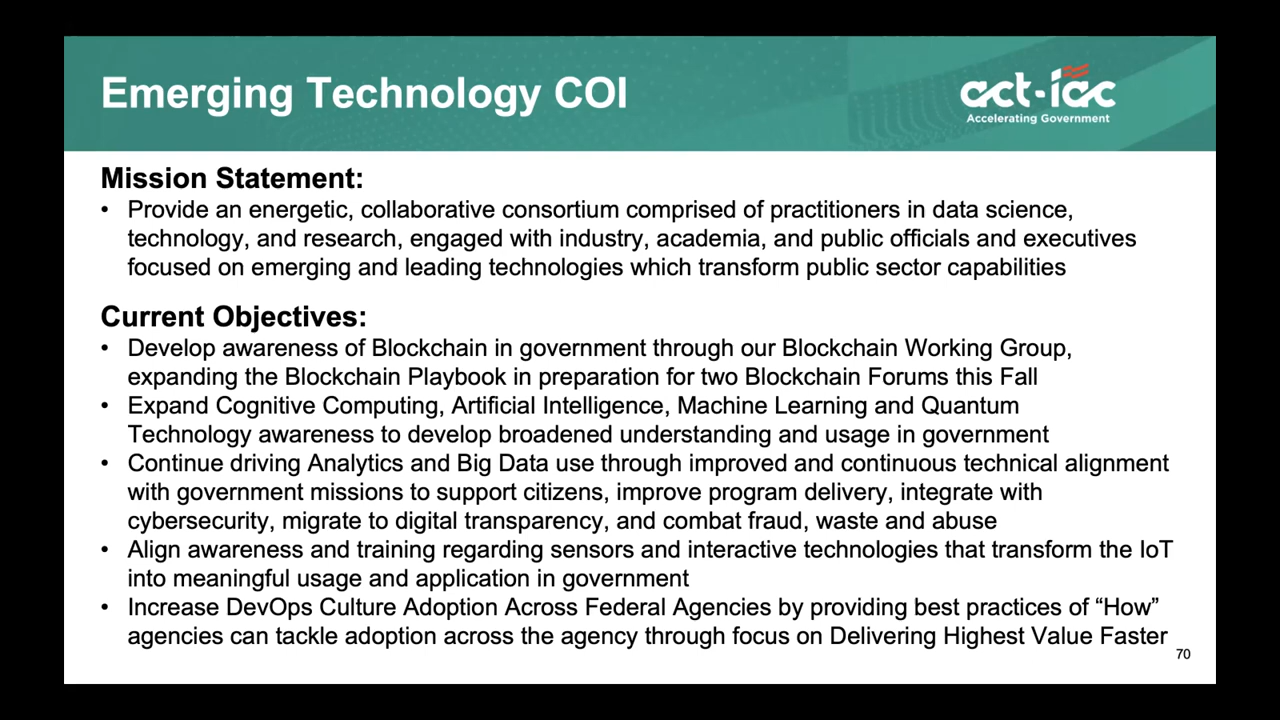 Emerging Technology COI
act-iac
Accelerating Government
Mission Statement:
• Provide an energetic, collaborative consortium comprised of practitioners in data science,
technology, and research, engaged with industry, academia, and public officials and executives
focused on emerging and leading technologies which transform public sector capabilities
Current Objectives:
• Develop awareness of Blockchain in government through our Blockchain Working Group,
expanding the Blockchain Playbook in preparation for two Blockchain Forums this Fall
• Expand Cognitive Computing, Artificial Intelligence, Machine Learning and Quantum
Technology awareness to develop broadened understanding and usage in government
• Continue driving Analytics and Big Data use through improved and continuous technical alignment
with government missions to support citizens, improve program delivery, integrate with
cybersecurity, migrate to digital transparency, and combat fraud, waste and abuse
• Align awareness and training regarding sensors and interactive technologies that transform the IoT
into meaningful usage and application in government
• Increase DevOps Culture Adoption Across Federal Agencies by providing best practices of “How”
agencies can tackle adoption across the agency through focus on Delivering Highest Value Faster
70